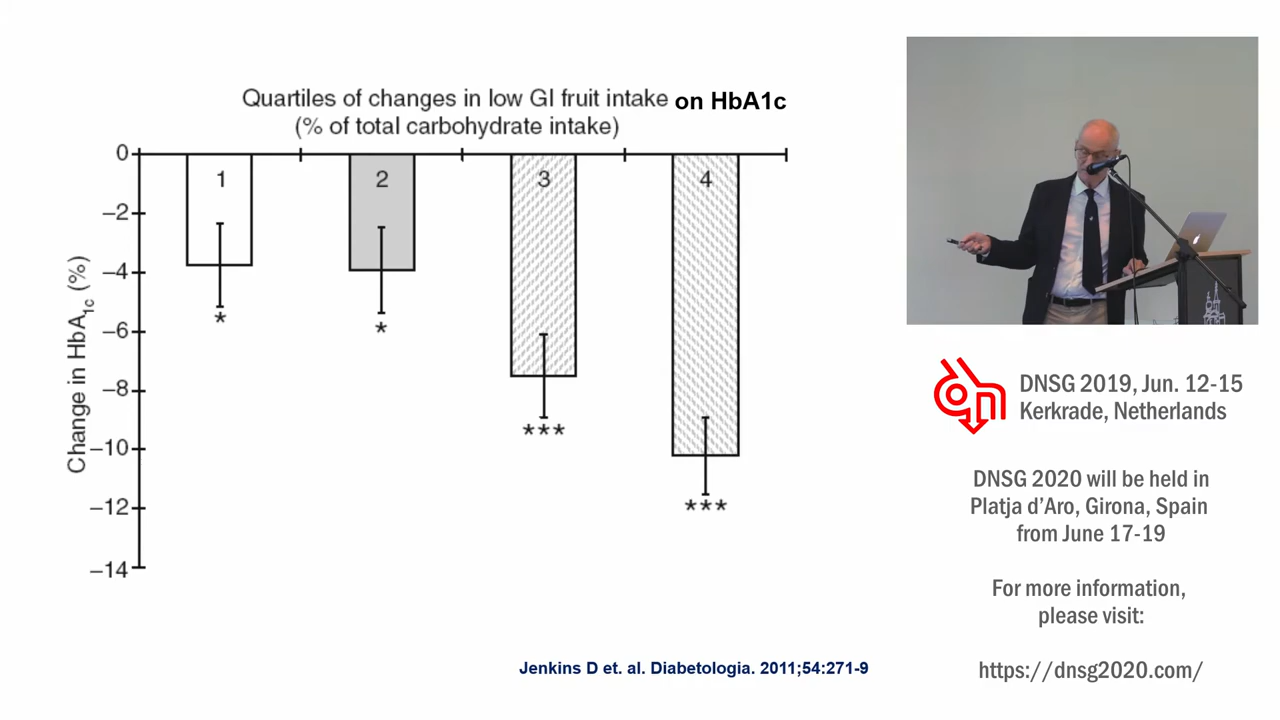 Quartiles of changes in low GI fruit intake on HbA1c
(% of total carbohydrate intake)
0
1
2
3
4
–2
–4
–6
–8
–10
–12
–14
Change in HbA1c (%)
*
*
***
***
Jenkins D et. al. Diabetologia. 2011;54:271-9
DNSG 2019, Jun. 12-15
Kerkrade, Netherlands
DNSG 2020 will be held in
Platja d’Aro, Girona, Spain
from June 17-19
For more information,
please visit:
https://dnsg2020.com/